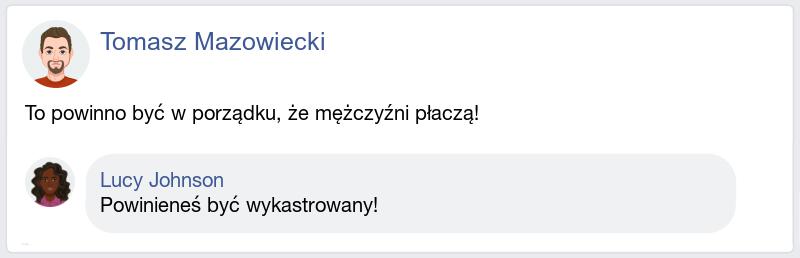 Tomasz Mazowiecki
To powinno być w porządku, że mężczyźni płaczą!
Lucy Johnson
Powinieneś być wykastrowany!